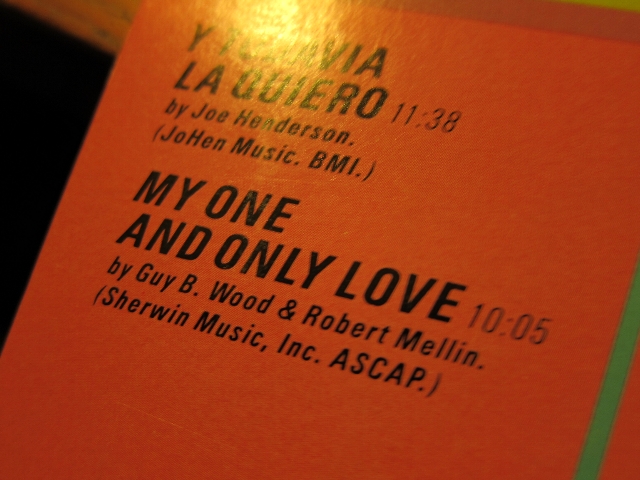 Y TODAVIA
LA QUIERO 11:38
by Joe Henderson.
(JoHen Music. BMI.)
MY ONE
AND ONLY LOVE 10:05
by Guy B. Wood & Robert Mellin.
(Sherwin Music, Inc. ASCAP.)